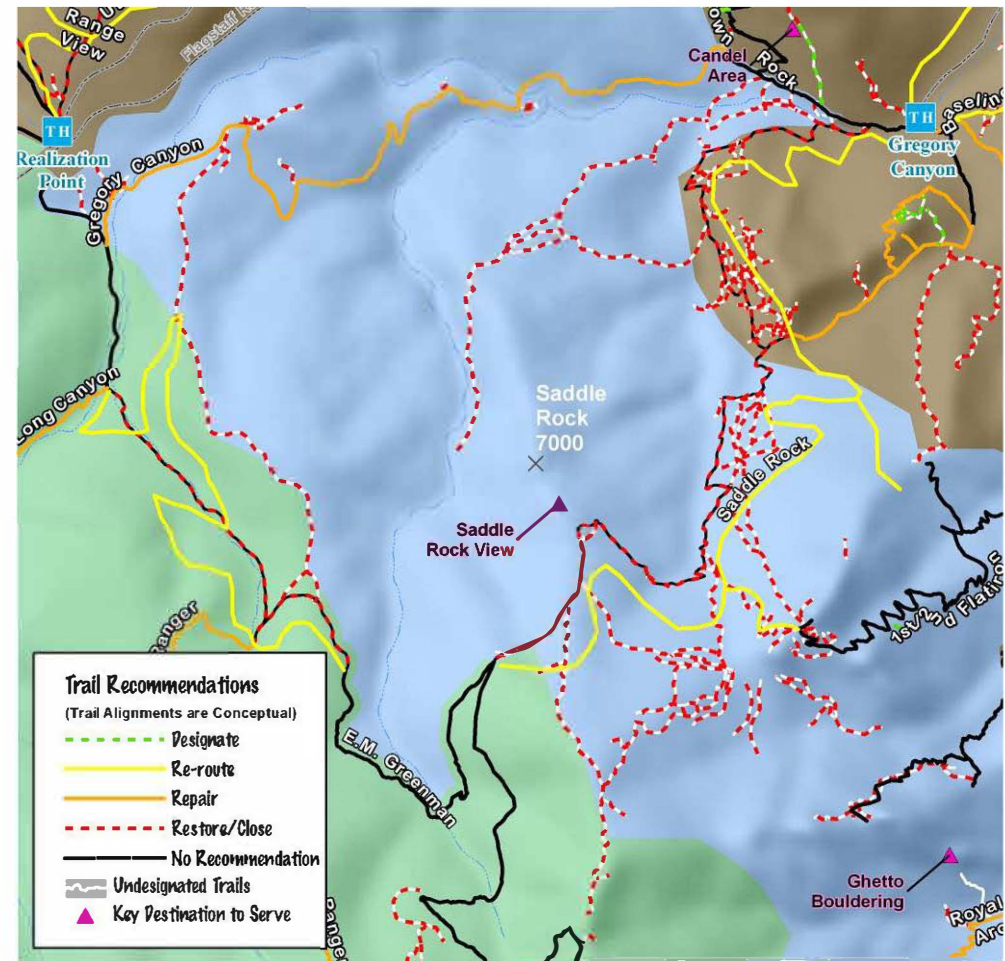 Range
View
Flagstaff
Candel
Area
Rock
TH
Realization
Point
Gregory Canyon
TH
Gregory
Canyon
Long Canyon
Saddle
Rock
7000
Saddle Rock
Saddle
Rock View
1st/2nd Flatiron
Trail Recommendations
(Trail Alignments are Conceptual)
Designate
Re-route
Repair
Restore/Close
No Recommendation
Undesignated Trails
Key Destination to Serve
E.M. Greenman
Ghetto
Bouldering
Royal